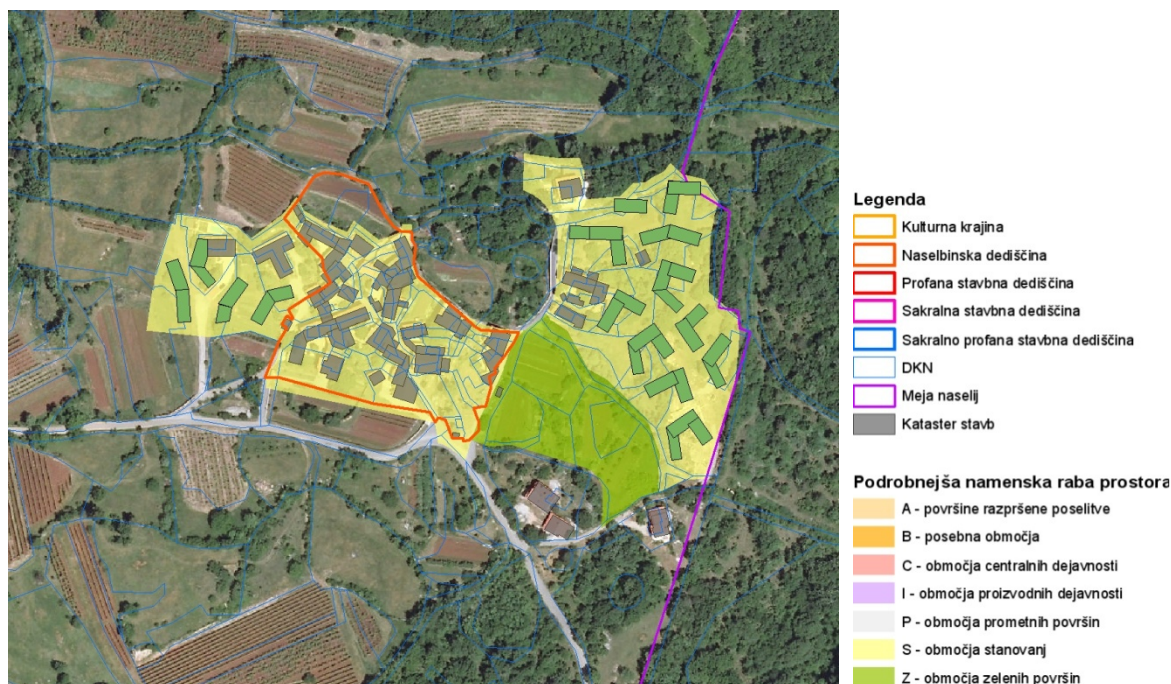 Legenda
Kulturna krajina
Naselbinska dediščina
Profana stavbna dediščina
Sakralna stavbna dediščina
Sakralno profana stavbna dediščina
DKN
Meja naselij
Kataster stavb
Podrobnejša namenska raba prostora
A - površine razpršene poselitve
B - posebna območja
C - območja centralnih dejavnosti
I - območja proizvodnih dejavnosti
P - območja prometnih površin
S - območja stanovanj
Z - območja zelenih površin